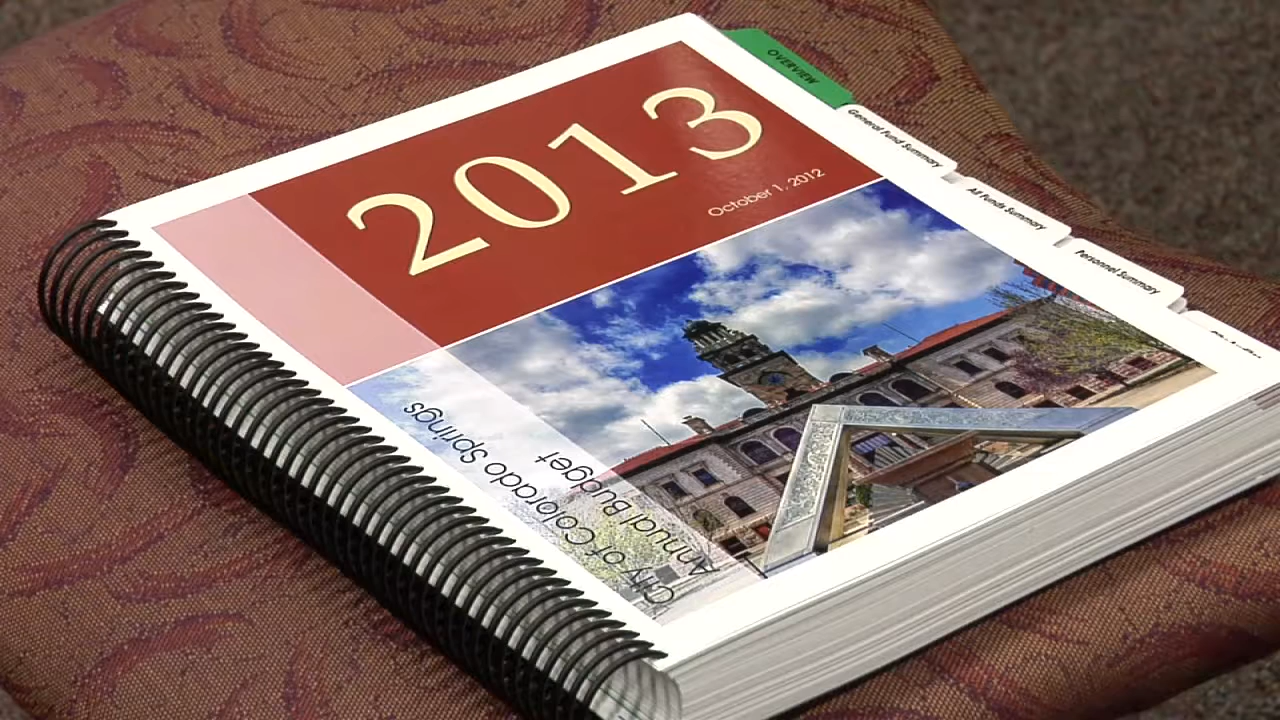 2013
October 1, 2012
City of Colorado Springs
Annual Budget
OVERVIEW
General Fund Summary
All Funds Summary
Personnel Summary